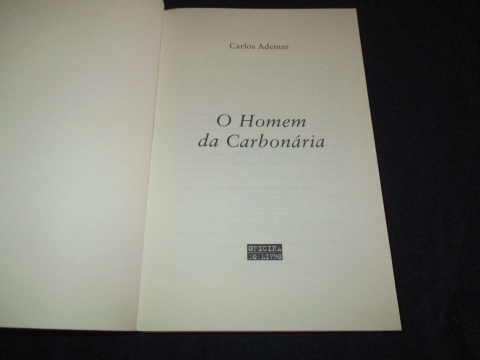 Carlos Ademar
O Homem
da Carbonária
OFICINA
DO LIVRO